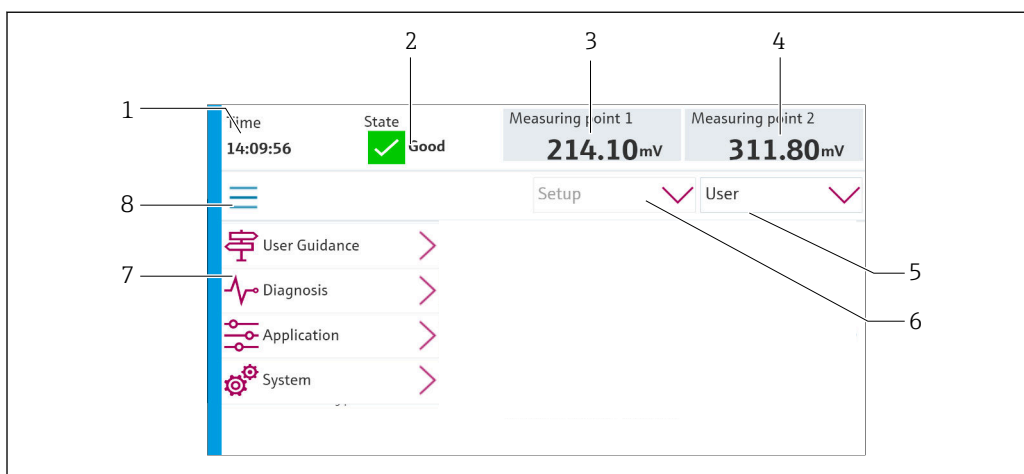 2 3 4
1
Time State Measuring point 1 Measuring point 2
14:09:56 Good 214.10mV 311.80mV
8 Setup User
User Guidance
7 Diagnosis 5
6
Application
System